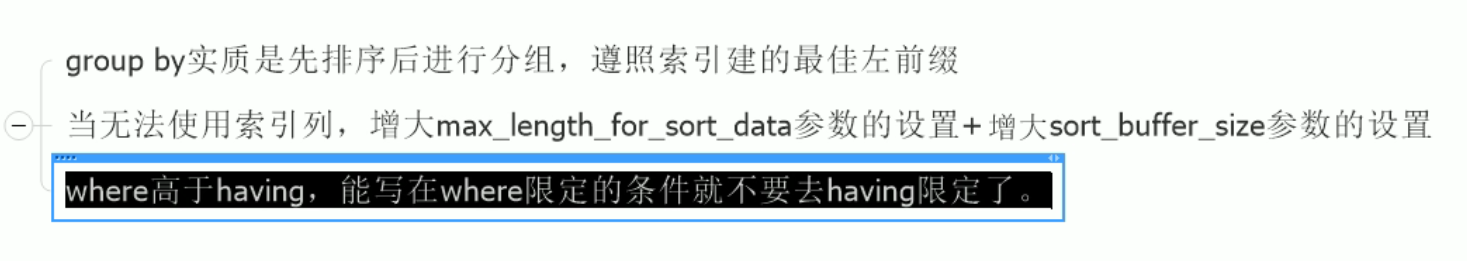 group by实质是先排序后进行分组，遵照索引建的最佳左前缀
当无法使用索引列，增大max_length_for_sort_data参数的设置+增大sort_buffer_size参数的设置
where高于having，能写在where限定的条件就不要去having限定了。